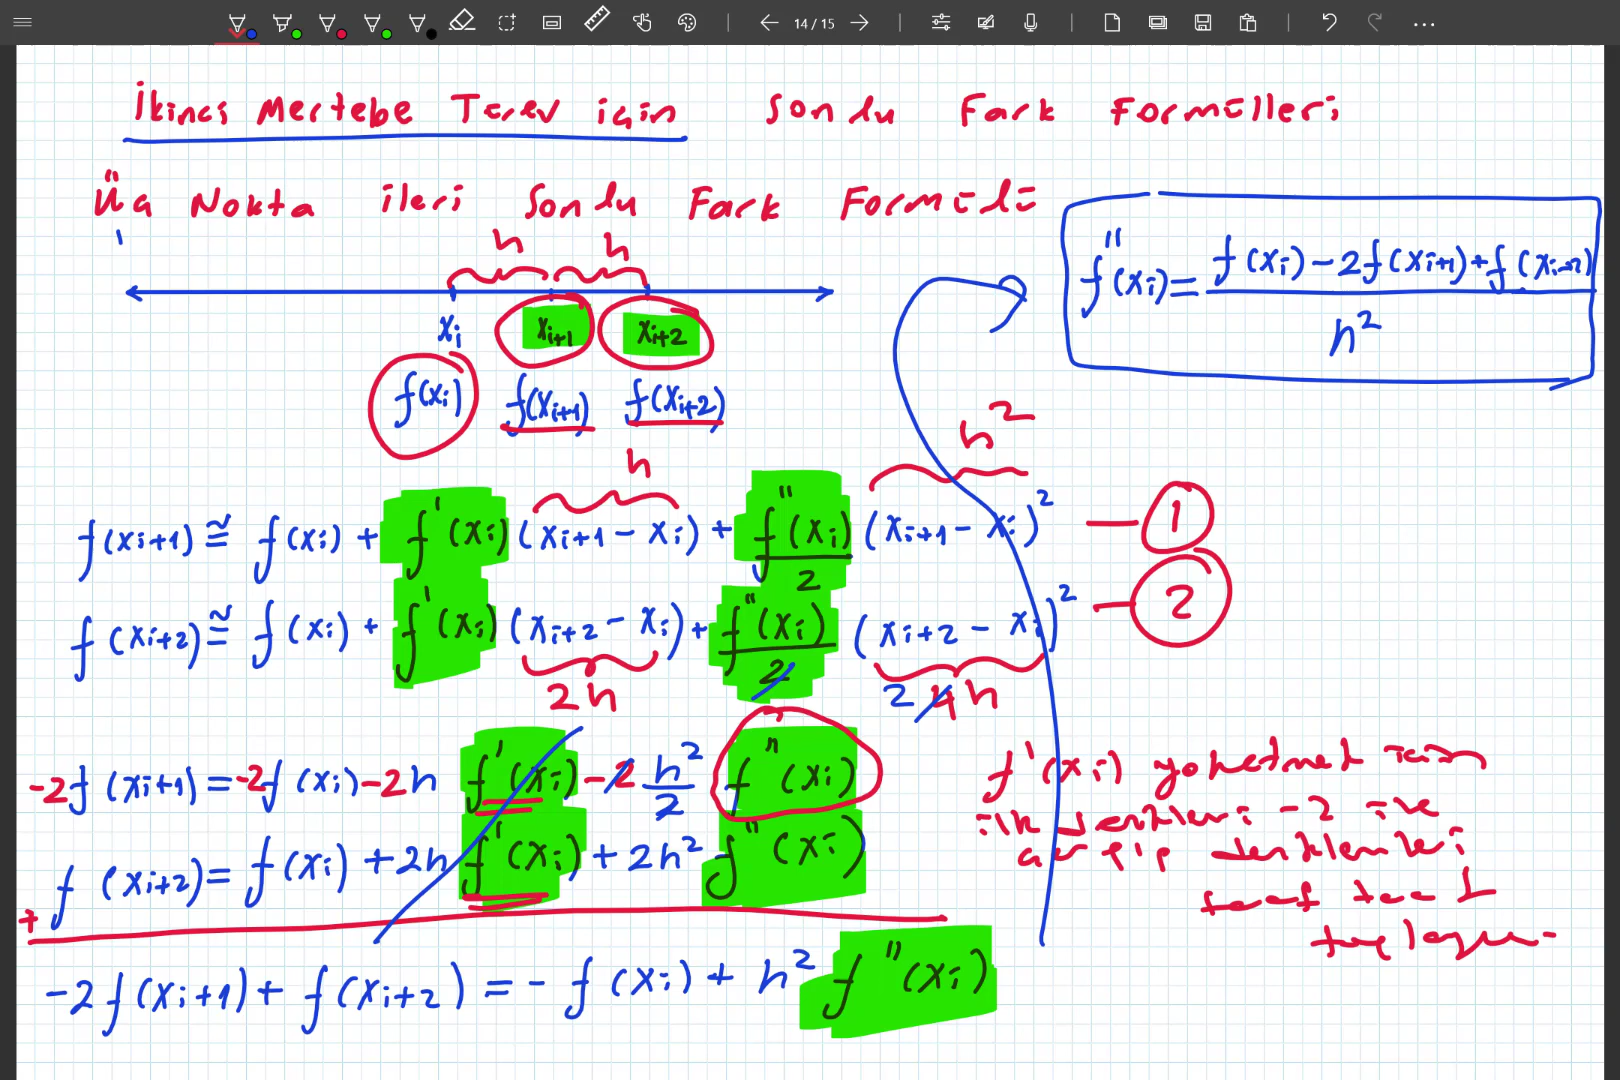 14 / 15
İkinci Mertebe Türev için Sonlu Fark Formülleri
Üç Nokta ileri Sonlu Fark Formülü
h h
f''(xi) = f(xi) - 2f(xi+1) + f(xi+2)
h²
xi xi+1 xi+2
f(xi) f(xi+1) f(xi+2)
h h²
f(xi+1) ≅ f(xi) + f'(xi) (xi+1 - xi) + f''(xi) (xi+1 - xi)² — 1
2
f(xi+2) ≅ f(xi) + f'(xi) (xi+2 - xi) + f''(xi) (xi+2 - xi)² — 2
2
2h 2 4h
-2f(xi+1) = -2f(xi) - 2h f'(xi) - 2 h²/2 f''(xi)
f(xi+2) = f(xi) + 2h f'(xi) + 2h² f''(xi)
+
-2f(xi+1) + f(xi+2) = - f(xi) + h² f''(xi)
f'(xi) yoketmek için
ilk denklemi -2 ile
çarpıp denklemleri
taraf tarafa